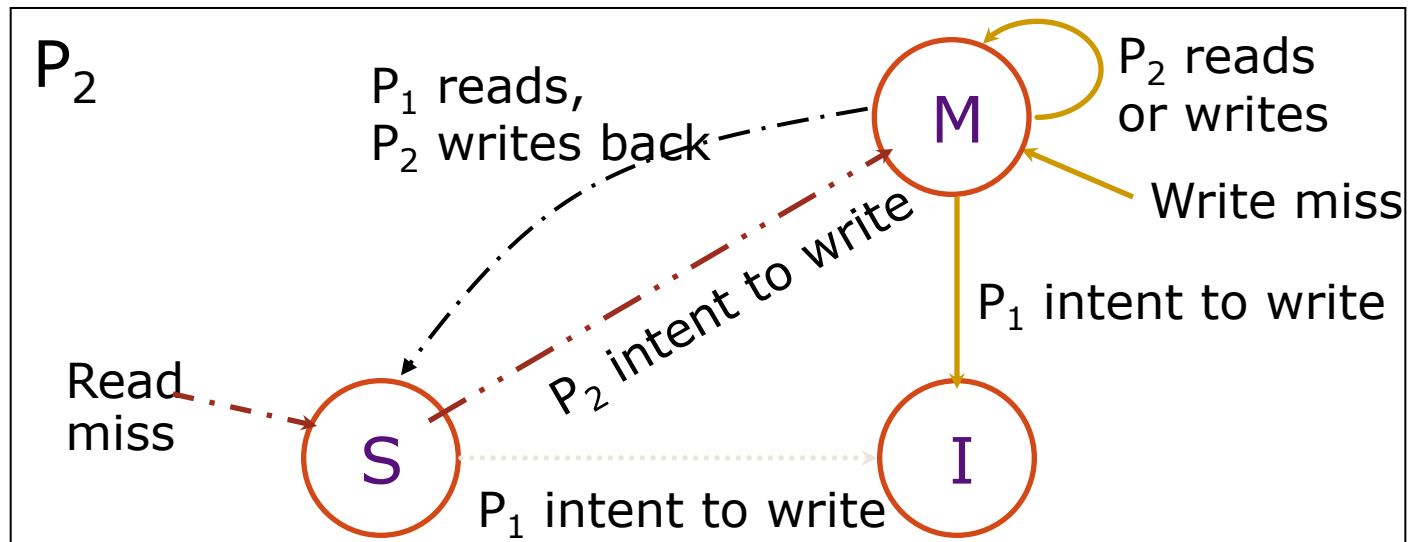 P₂
P₁ reads,
P₂ writes back
M
P₂ reads
or writes
Write miss
P₂ intent to write
P₁ intent to write
Read
miss
S
I
P₁ intent to write